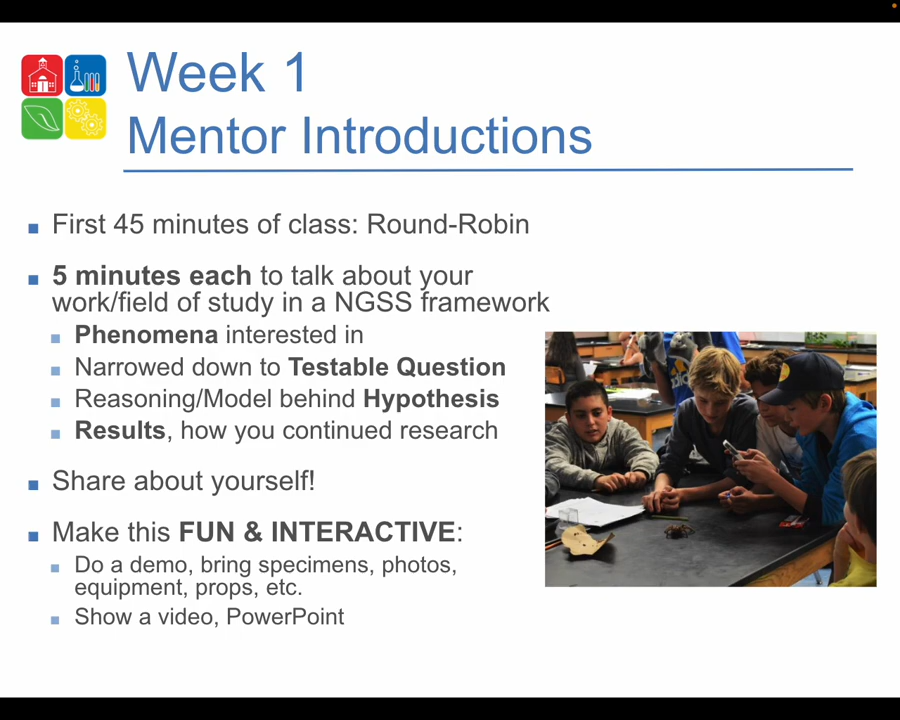 Week 1
Mentor Introductions
First 45 minutes of class: Round-Robin
5 minutes each to talk about your
work/field of study in a NGSS framework
Phenomena interested in
Narrowed down to Testable Question
Reasoning/Model behind Hypothesis
Results, how you continued research
Share about yourself!
Make this FUN & INTERACTIVE:
Do a demo, bring specimens, photos,
equipment, props, etc.
Show a video, PowerPoint
adidas